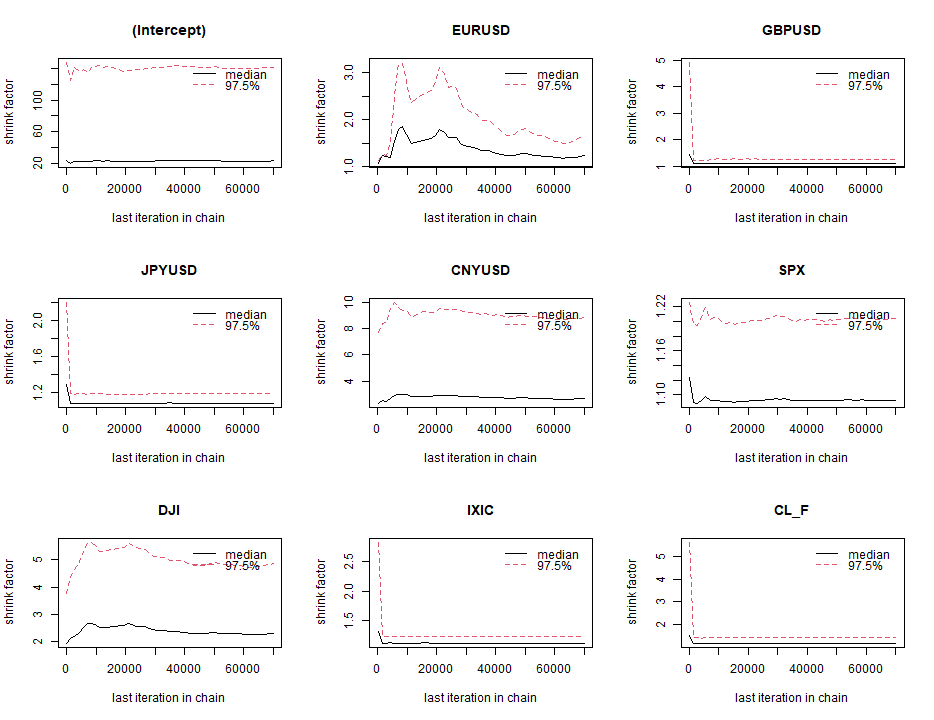 (Intercept)
shrink factor
20 60 100
median
97.5%
0 20000 40000 60000
last iteration in chain
EURUSD
shrink factor
1.0 2.0 3.0
median
97.5%
0 20000 40000 60000
last iteration in chain
GBPUSD
shrink factor
1 2 3 4 5
median
97.5%
0 20000 40000 60000
last iteration in chain
JPYUSD
shrink factor
1.2 1.6 2.0
median
97.5%
0 20000 40000 60000
last iteration in chain
CNYUSD
shrink factor
4 6 8 10
median
97.5%
0 20000 40000 60000
last iteration in chain
SPX
shrink factor
1.10 1.16 1.22
median
97.5%
0 20000 40000 60000
last iteration in chain
DJI
shrink factor
2 3 4 5
median
97.5%
0 20000 40000 60000
last iteration in chain
IXIC
shrink factor
1.5 2.0 2.5
median
97.5%
0 20000 40000 60000
last iteration in chain
CL_F
shrink factor
2 3 4 5
median
97.5%
0 20000 40000 60000
last iteration in chain